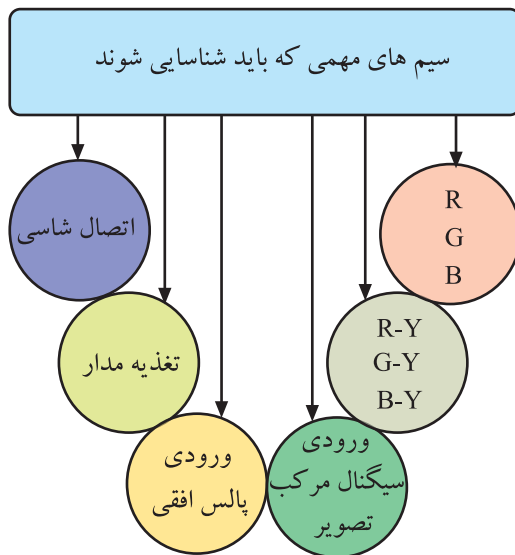 سیم های مهمی که باید شناسایی شوند
R
G
B
R-Y
G-Y
B-Y
ورودی
سیگنال مرکب
تصویر
ورودی
پالس افقی
تغذیه مدار
اتصال شاسی